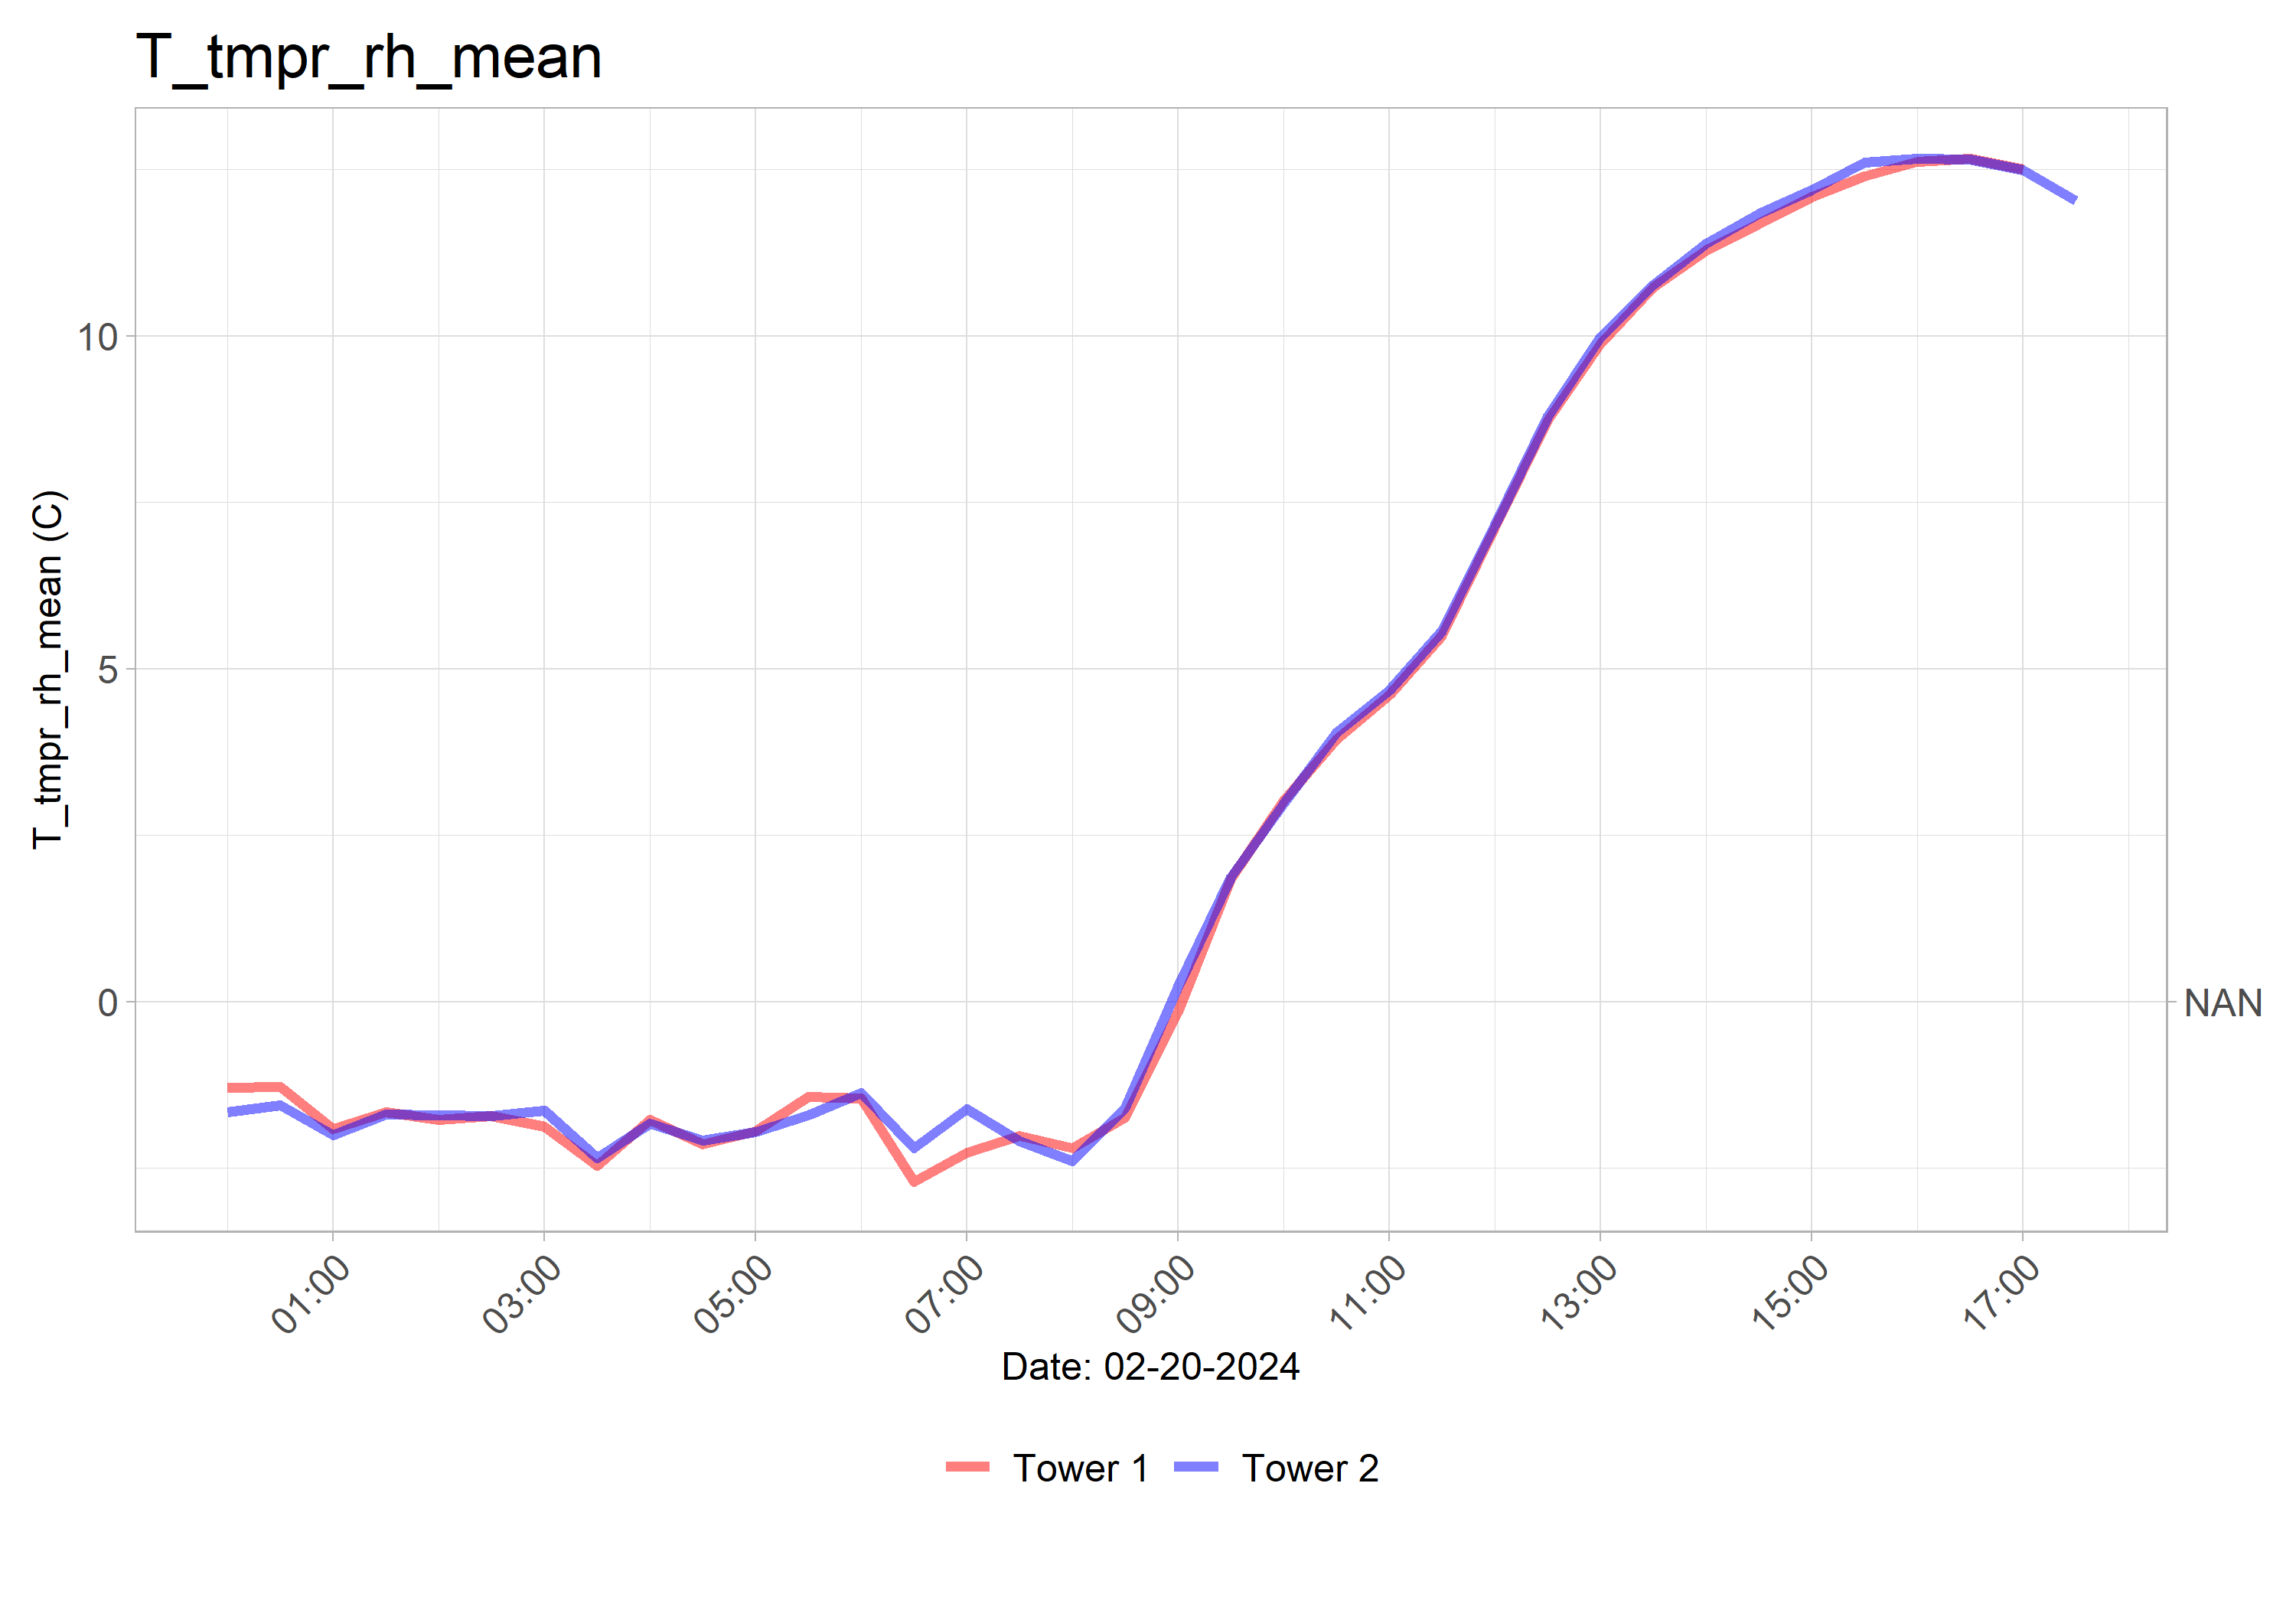 T_tmpr_rh_mean
T_tmpr_rh_mean (C)
10
5
0
NAN
01:00 03:00 05:00 07:00 09:00 11:00 13:00 15:00 17:00
Date: 02-20-2024
Tower 1 Tower 2